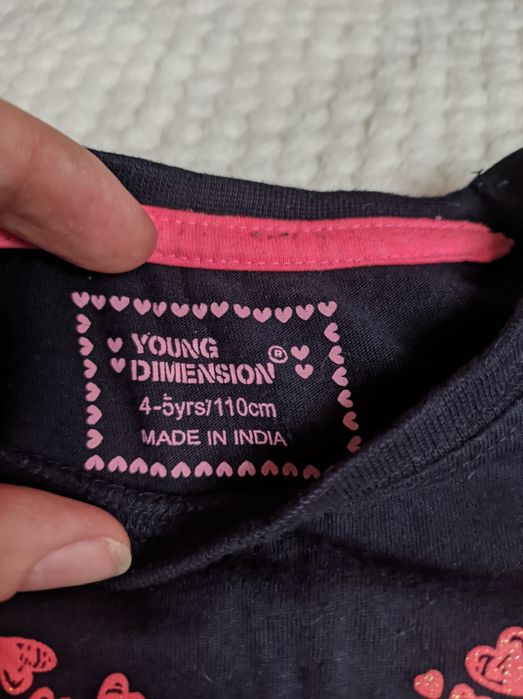 YOUNG
DIMENSION®
4-5yrs/110cm
MADE IN INDIA